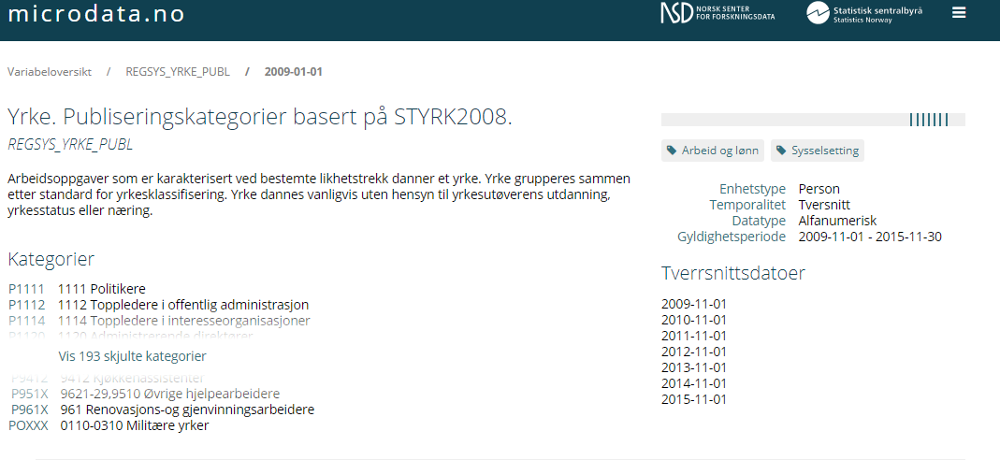 microdata.no
NSD NORSK SENTER
FOR FORSKNINGSDATA
Statistisk sentralbyrå
Statistics Norway
Variabeloversikt / REGSYS_YRKE_PUBL / 2009-01-01
Yrke. Publiseringskategorier basert på STYRK2008.
REGSYS_YRKE_PUBL
Arbeidsoppgaver som er karakterisert ved bestemte likhetstrekk danner et yrke. Yrke grupperes sammen
etter standard for yrkesklassifisering. Yrke dannes vanligvis uten hensyn til yrkesutøverens utdanning,
yrkesstatus eller næring.
Kategorier
P1111 1111 Politikere
P1112 1112 Toppledere i offentlig administrasjon
P1114 1114 Toppledere i interesseorganisasjoner
P1120 1120 Administrerende direktører
Vis 193 skjulte kategorier
P9412 9412 Kjøkkenassistenter
P951X 9621-29,9510 Øvrige hjelpearbeidere
P961X 961 Renovasjons-og gjenvinningsarbeidere
POXXX 0110-0310 Militære yrker
Arbeid og lønn
Sysselsetting
Enhetstype Person
Temporalitet Tversnitt
Datatype Alfanumerisk
Gyldighetsperiode 2009-11-01 - 2015-11-30
Tverrsnittsdatoer
2009-11-01
2010-11-01
2011-11-01
2012-11-01
2013-11-01
2014-11-01
2015-11-01